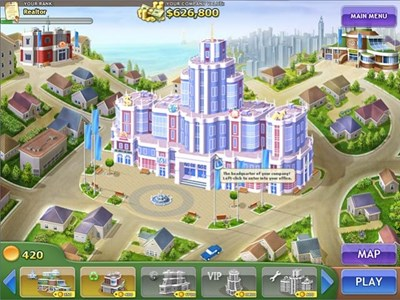 YOUR RANK
Realtor
YOUR COMPANY
$626,800
MAIN MENU
The headquarter of your company!
Left-click to enter into your office.
420
MAP
VIP
PLAY